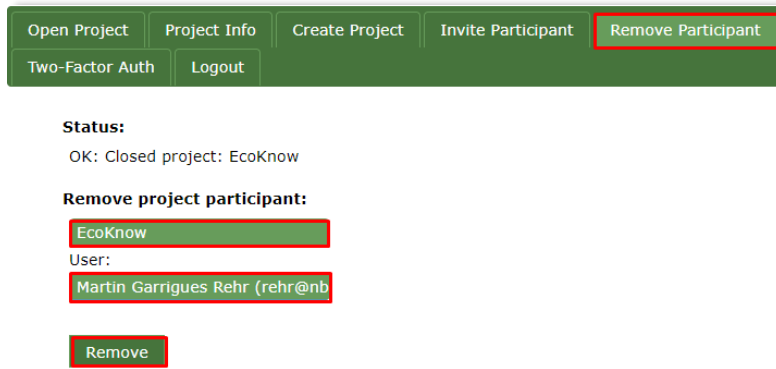 Open Project Project Info Create Project Invite Participant Remove Participant
Two-Factor Auth Logout
Status:
OK: Closed project: EcoKnow
Remove project participant:
EcoKnow
User:
Martin Garrigues Rehr (rehr@nb
Remove